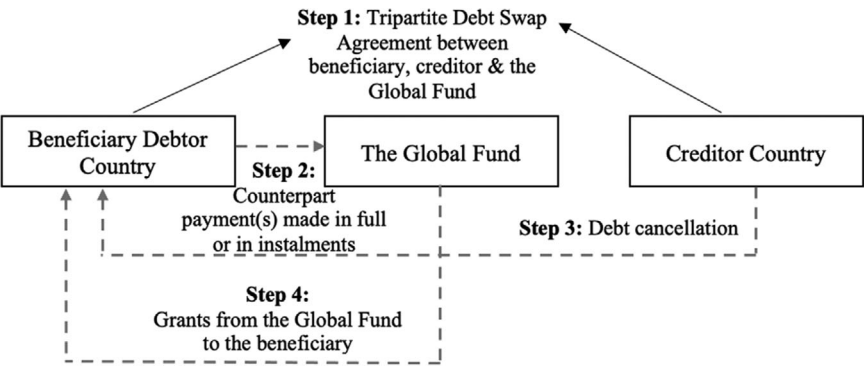 Step 1: Tripartite Debt Swap
Agreement between
beneficiary, creditor & the
Global Fund
Beneficiary Debtor
Country
The Global Fund
Creditor Country
Step 2:
Counterpart
payment(s) made in full
or in instalments
Step 3: Debt cancellation
Step 4:
Grants from the Global Fund
to the beneficiary